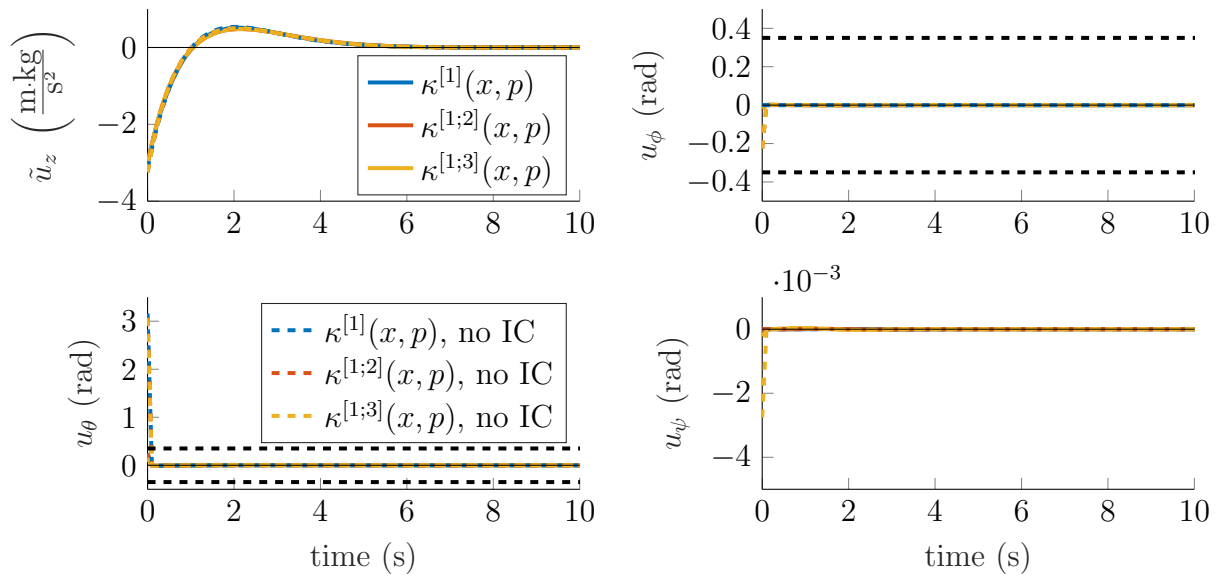 0
−2
−4
0 2 4 6 8 10
ũ_z (m·kg/s²)
κ^[1](x, p)
κ^[1;2](x, p)
κ^[1;3](x, p)
0.4
0.2
0
−0.2
−0.4
0 2 4 6 8 10
u_ϕ (rad)
3
2
1
0
0 2 4 6 8 10
u_θ (rad)
time (s)
κ^[1](x, p), no IC
κ^[1;2](x, p), no IC
κ^[1;3](x, p), no IC
·10^−3
0
−2
−4
0 2 4 6 8 10
u_ψ (rad)
time (s)